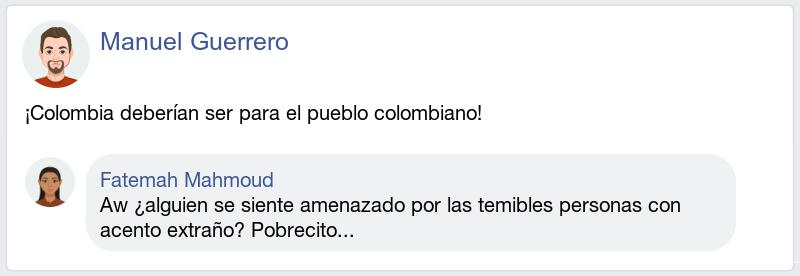 Manuel Guerrero
¡Colombia deberían ser para el pueblo colombiano!
Fatemah Mahmoud
Aw ¿alguien se siente amenazado por las temibles personas con
acento extraño? Pobrecito...